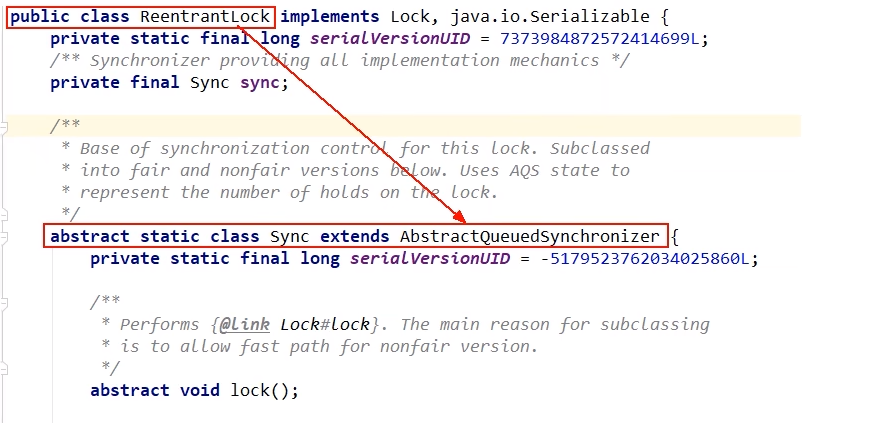 public class ReentrantLock implements Lock, java.io.Serializable {
private static final long serialVersionUID = 7373984872572414699L;
/** Synchronizer providing all implementation mechanics */
private final Sync sync;
/**
* Base of synchronization control for this lock. Subclassed
* into fair and nonfair versions below. Uses AQS state to
* represent the number of holds on the lock.
*/
abstract static class Sync extends AbstractQueuedSynchronizer {
private static final long serialVersionUID = -5179523762034025860L;
/**
* Performs {@link Lock#lock}. The main reason for subclassing
* is to allow fast path for nonfair version.
*/
abstract void lock();